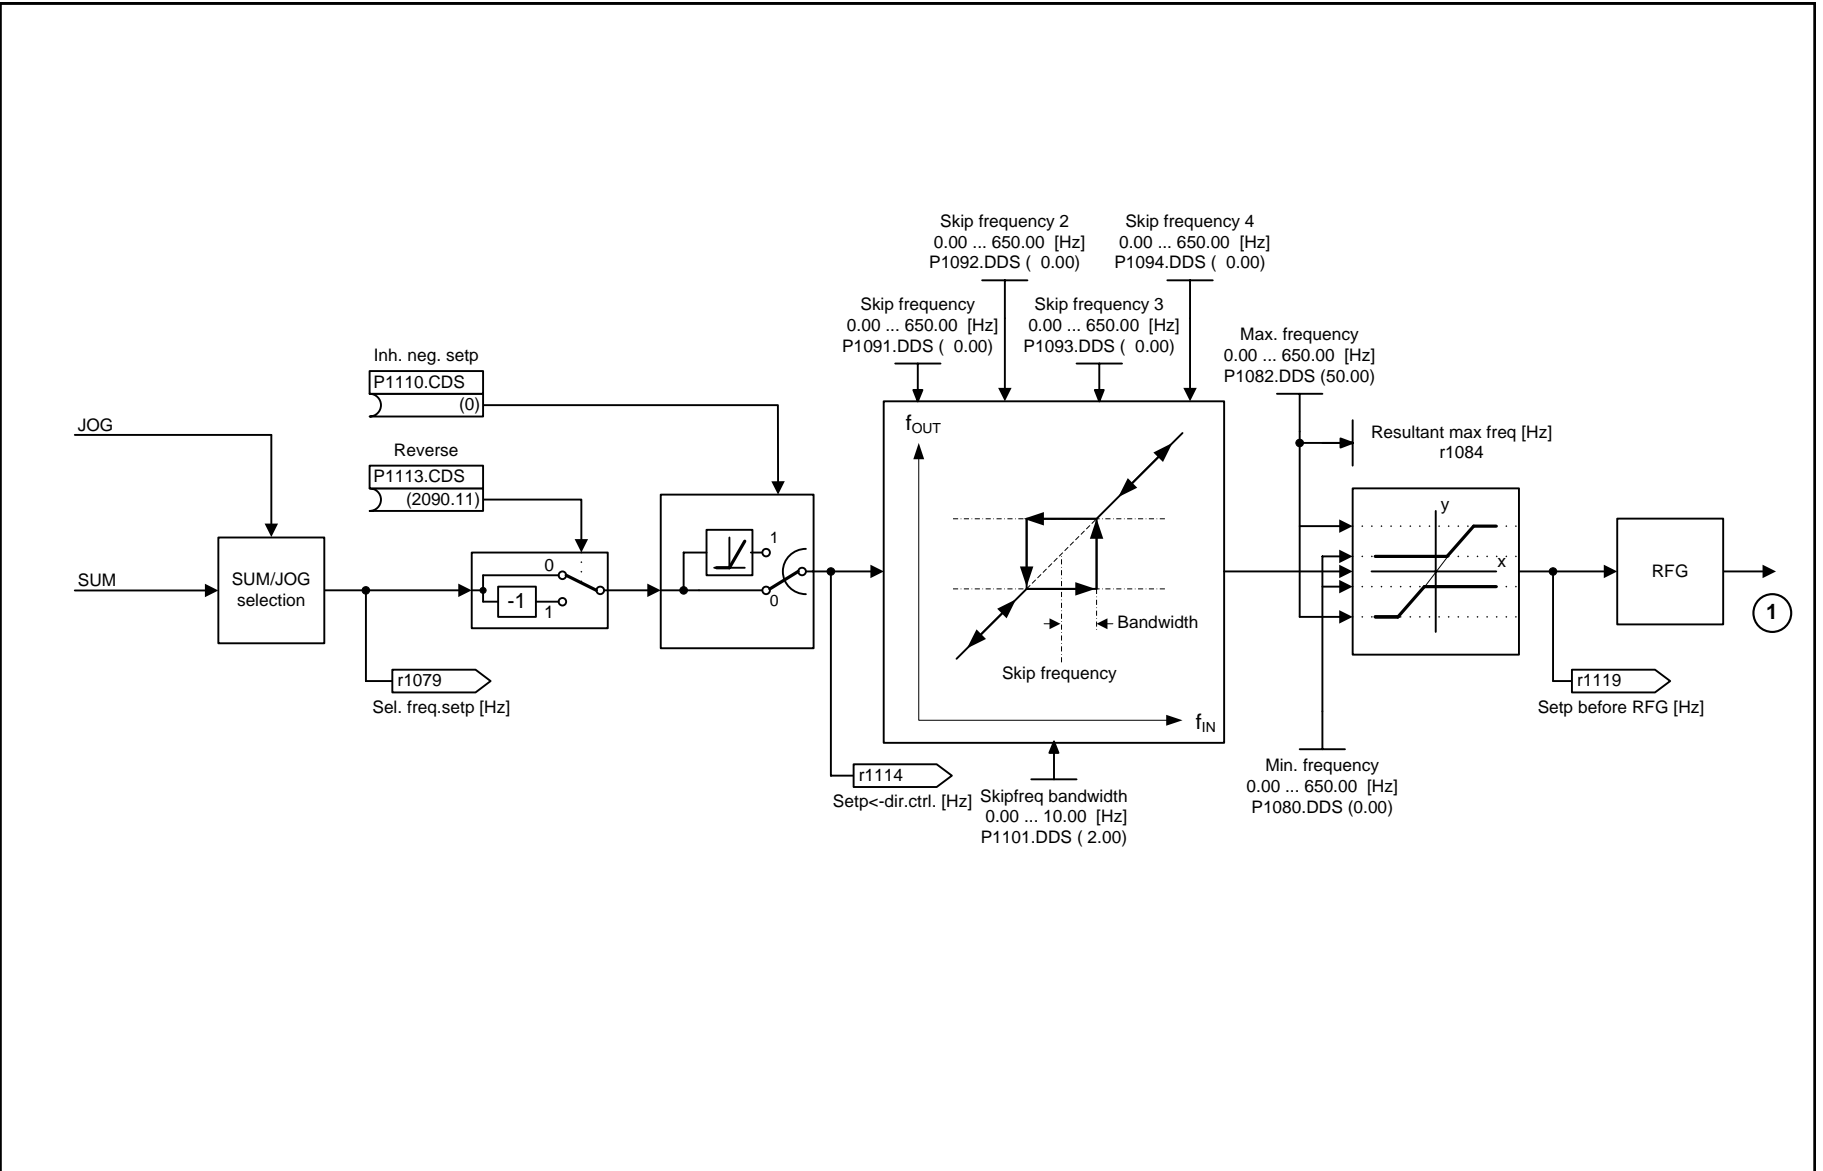 Skip frequency 2
0.00 ... 650.00 [Hz]
P1092.DDS ( 0.00)
Skip frequency 4
0.00 ... 650.00 [Hz]
P1094.DDS ( 0.00)
Skip frequency
0.00 ... 650.00 [Hz]
P1091.DDS ( 0.00)
Skip frequency 3
0.00 ... 650.00 [Hz]
P1093.DDS ( 0.00)
Max. frequency
0.00 ... 650.00 [Hz]
P1082.DDS (50.00)
Inh. neg. setp
P1110.CDS
(0)
JOG
Reverse
P1113.CDS
(2090.11)
Resultant max freq [Hz]
r1084
SUM
SUM/JOG
selection
0
-1
1
1
0
fOUT
Bandwidth
Skip frequency
fIN
y
x
RFG
1
r1079
Sel. freq.setp [Hz]
r1119
Setp before RFG [Hz]
r1114
Setp<-dir.ctrl. [Hz]
Skipfreq bandwidth
0.00 ... 10.00 [Hz]
P1101.DDS ( 2.00)
Min. frequency
0.00 ... 650.00 [Hz]
P1080.DDS (0.00)